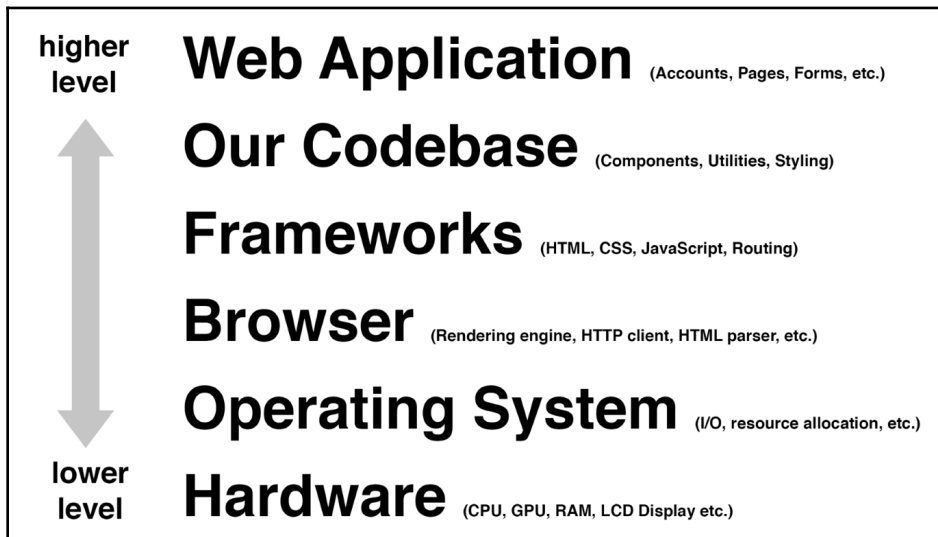 higher
level
Web Application (Accounts, Pages, Forms, etc.)
Our Codebase (Components, Utilities, Styling)
Frameworks (HTML, CSS, JavaScript, Routing)
Browser (Rendering engine, HTTP client, HTML parser, etc.)
Operating System (I/O, resource allocation, etc.)
lower
level
Hardware (CPU, GPU, RAM, LCD Display etc.)